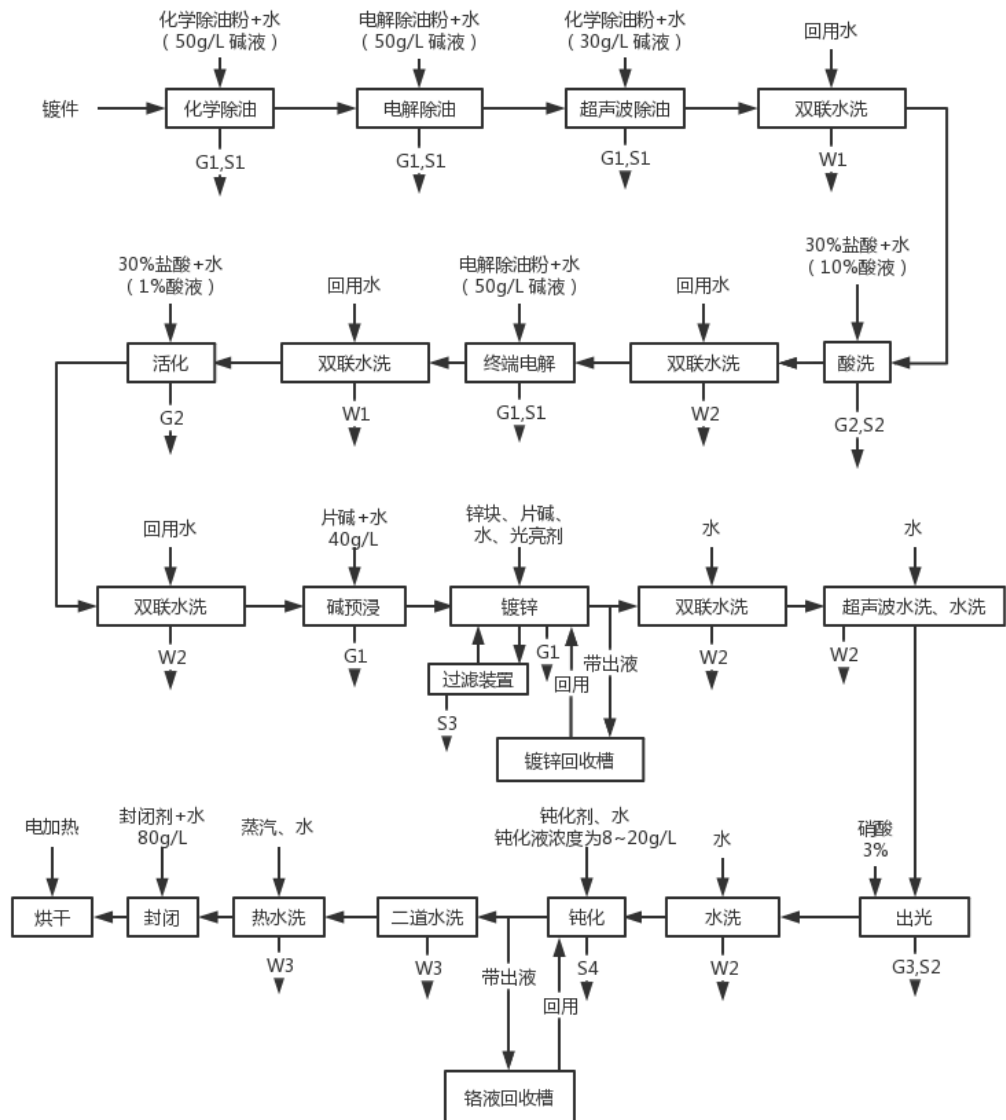 化学除油粉+水
（50g/L 碱液）
电解除油粉+水
（50g/L 碱液）
化学除油粉+水
（30g/L 碱液）
回用水
镀件
化学除油
电解除油
超声波除油
双联水洗
G1,S1
G1,S1
G1,S1
W1
30%盐酸+水
（1%酸液）
回用水
电解除油粉+水
（50g/L 碱液）
回用水
30%盐酸+水
（10%酸液）
活化
双联水洗
终端电解
双联水洗
酸洗
G2
W1
G1,S1
W2
G2,S2
回用水
片碱+水
40g/L
锌块、片碱、
水、光亮剂
水
水
双联水洗
碱预浸
镀锌
双联水洗
超声波水洗、水洗
W2
G1
过滤装置
G1
回用
带出液
W2
W2
S3
镀锌回收槽
电加热
封闭剂+水
80g/L
蒸汽、水
钝化剂、水
钝化液浓度为8~20g/L
水
硝酸
3%
烘干
封闭
热水洗
二道水洗
钝化
水洗
出光
W3
W3
带出液
S4
回用
W2
G3,S2
铬液回收槽